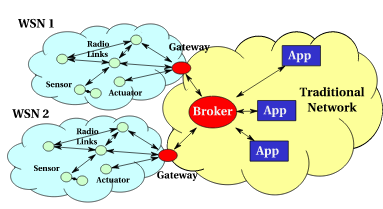 WSN 1
Radio
Links
Gateway
Sensor
Actuator
App
Traditional
Network
Broker
App
App
WSN 2
Radio
Links
Sensor
Actuator
Gateway